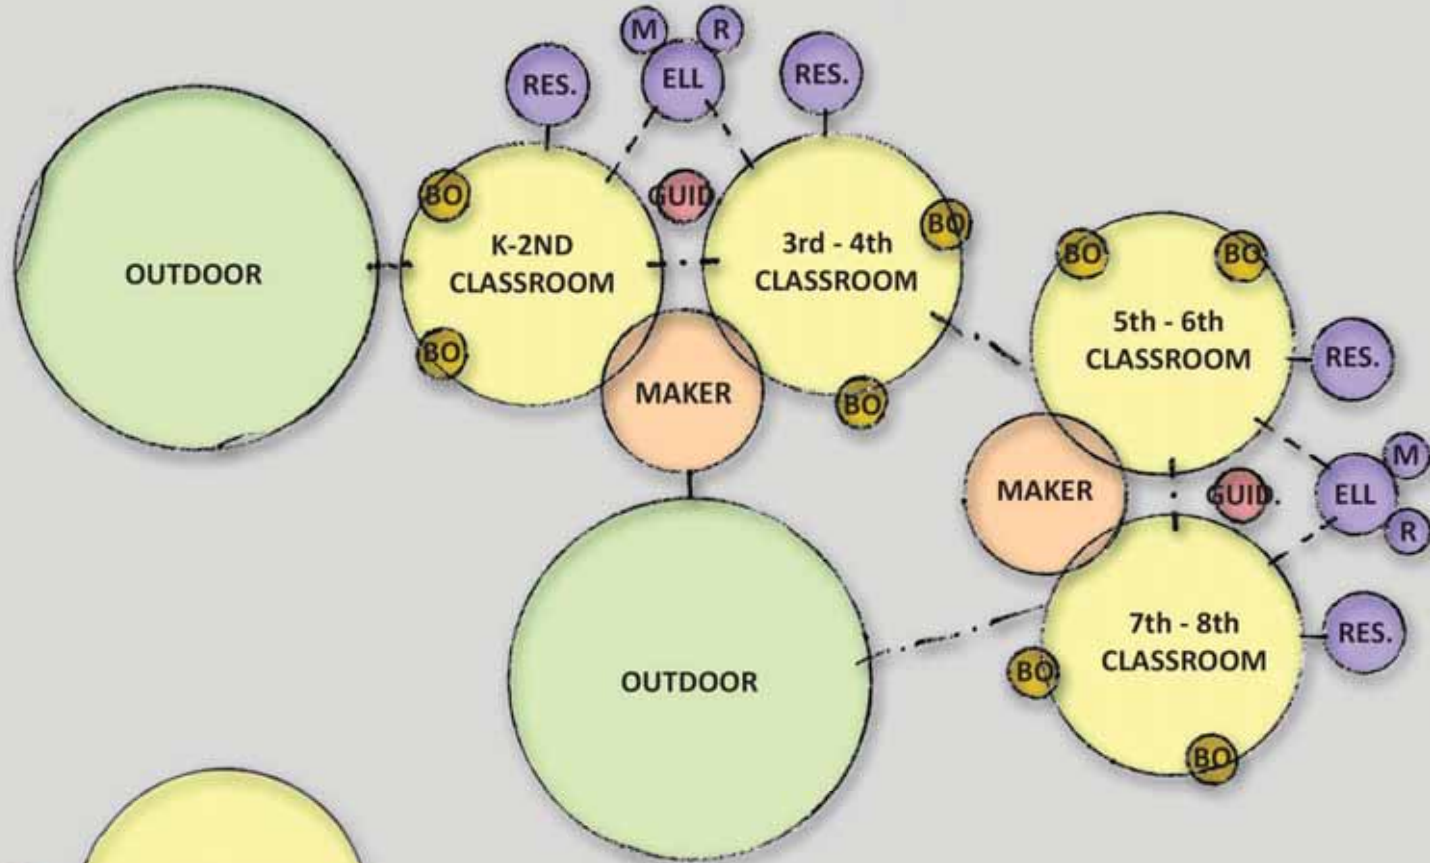 M
R
RES.
ELL
RES.
BO
GUID
BO
OUTDOOR
K-2ND
CLASSROOM
3rd - 4th
CLASSROOM
BO
BO
5th - 6th
CLASSROOM
RES.
BO
MAKER
BO
MAKER
GUID.
ELL
M
R
OUTDOOR
7th - 8th
CLASSROOM
RES.
BO
BO